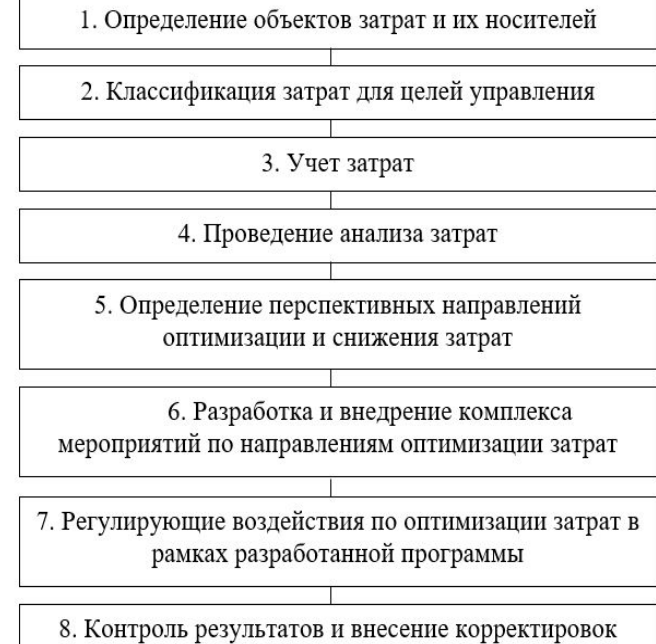 1. Определение объектов затрат и их носителей
2. Классификация затрат для целей управления
3. Учет затрат
4. Проведение анализа затрат
5. Определение перспективных направлений
оптимизации и снижения затрат
6. Разработка и внедрение комплекса
мероприятий по направлениям оптимизации затрат
7. Регулирующие воздействия по оптимизации затрат в
рамках разработанной программы
8. Контроль результатов и внесение корректировок